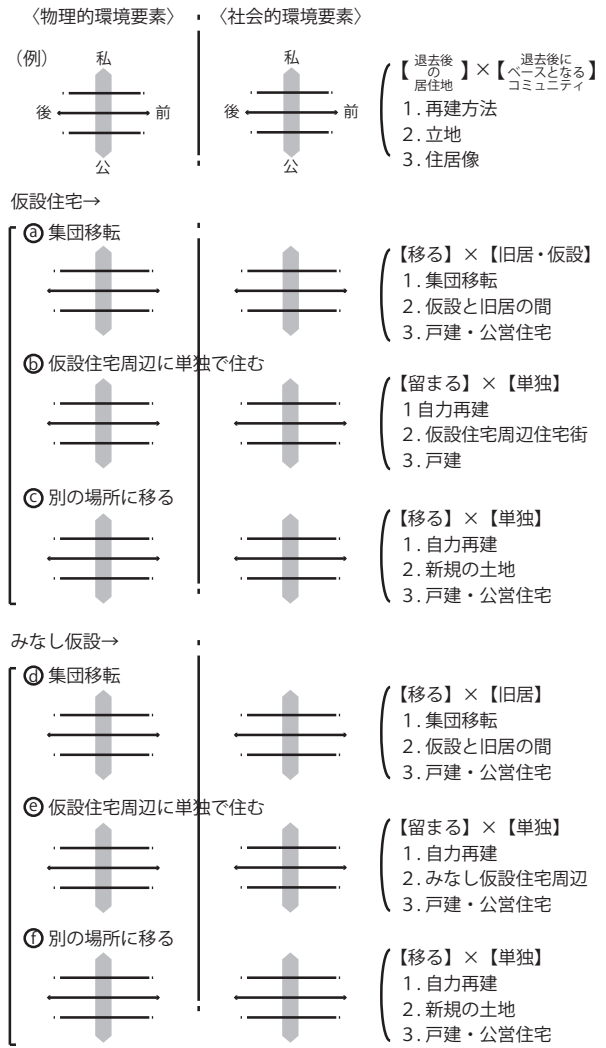 〈物理的環境要素〉
〈社会的環境要素〉
（例）
私
後
前
公
私
後
前
公
【退去後の居住地】×【退去後にベースとなるコミュニティ】
1. 再建方法
2. 立地
3. 住居像
仮設住宅→
ⓐ 集団移転
【移る】×【旧居・仮設】
1. 集団移転
2. 仮設と旧居の間
3. 戸建・公営住宅
ⓑ 仮設住宅周辺に単独で住む
【留まる】×【単独】
1 自力再建
2. 仮設住宅周辺住宅街
3. 戸建
ⓒ 別の場所に移る
【移る】×【単独】
1. 自力再建
2. 新規の土地
3. 戸建・公営住宅
みなし仮設→
ⓓ 集団移転
【移る】×【旧居】
1. 集団移転
2. 仮設と旧居の間
3. 戸建・公営住宅
ⓔ 仮設住宅周辺に単独で住む
【留まる】×【単独】
1. 自力再建
2. みなし仮設住宅周辺
3. 戸建・公営住宅
ⓕ 別の場所に移る
【移る】×【単独】
1. 自力再建
2. 新規の土地
3. 戸建・公営住宅